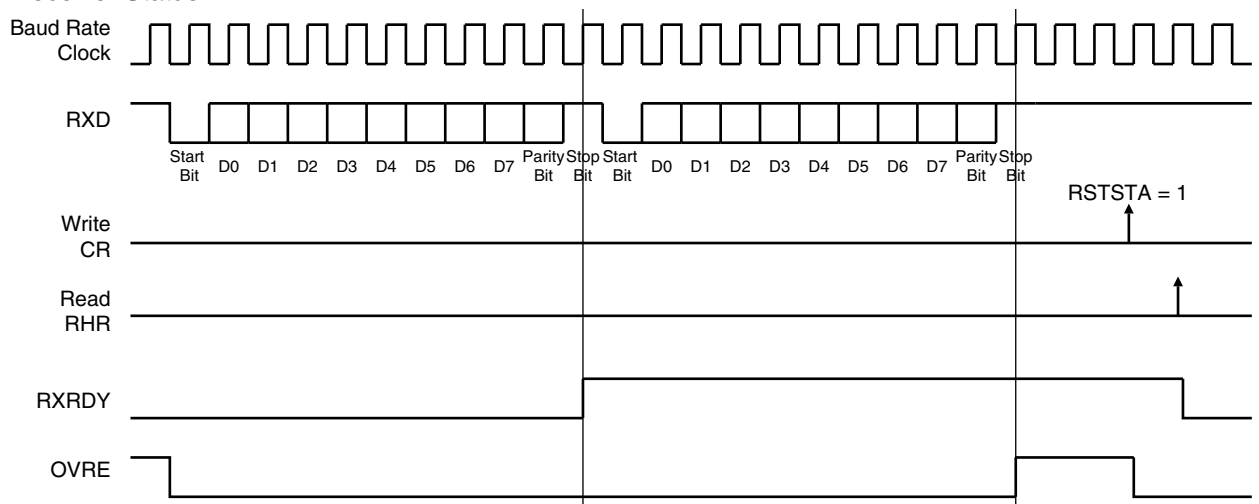 Baud Rate
Clock
RXD
Start Bit D0 D1 D2 D3 D4 D5 D6 D7 Parity Bit Stop Bit Start Bit D0 D1 D2 D3 D4 D5 D6 D7 Parity Bit Stop Bit
RSTSTA = 1
Write
CR
Read
RHR
RXRDY
OVRE